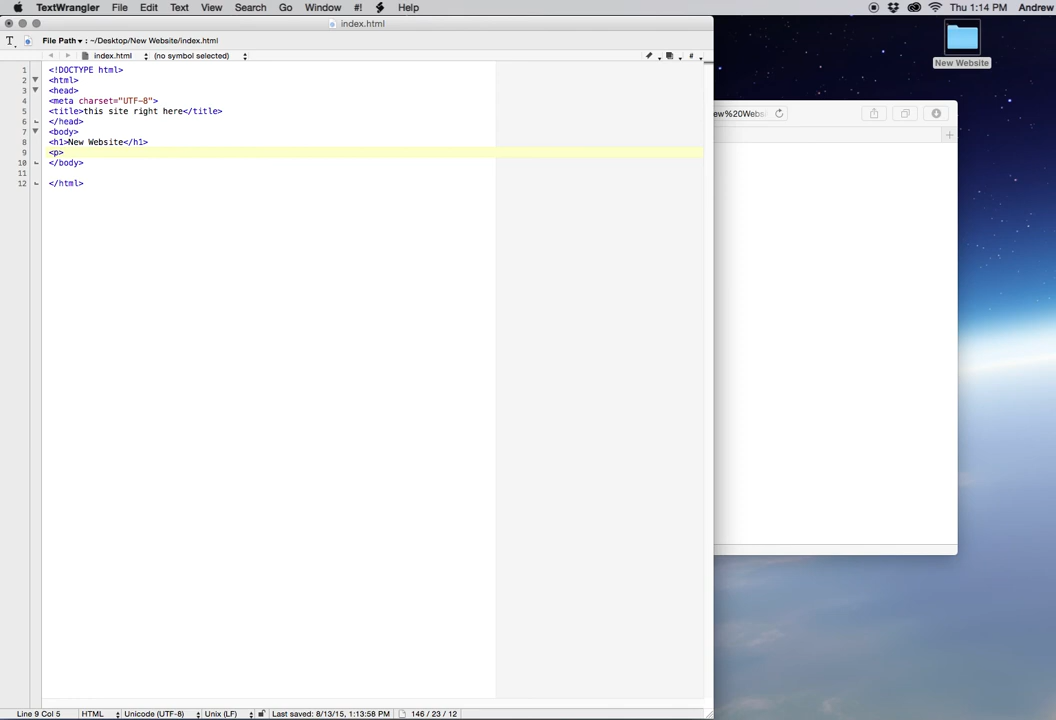 TextWrangler File Edit Text View Search Go Window #! Help Thu 1:14 PM Andrew
index.html
File Path ▾ : ~/Desktop/New Website/index.html
index.html (no symbol selected) #
1 <!DOCTYPE html>
2 <html>
3 <head>
4 <meta charset="UTF-8">
5 <title>this site right here</title>
6 </head>
7 <body>
8 <h1>New Website</h1>
9 <p>
10 </body>
11
12 </html>
New Website
ew%20Webs
Line 9 Col 5 HTML Unicode (UTF-8) Unix (LF) Last saved: 8/13/15, 1:13:58 PM 146 / 23 / 12